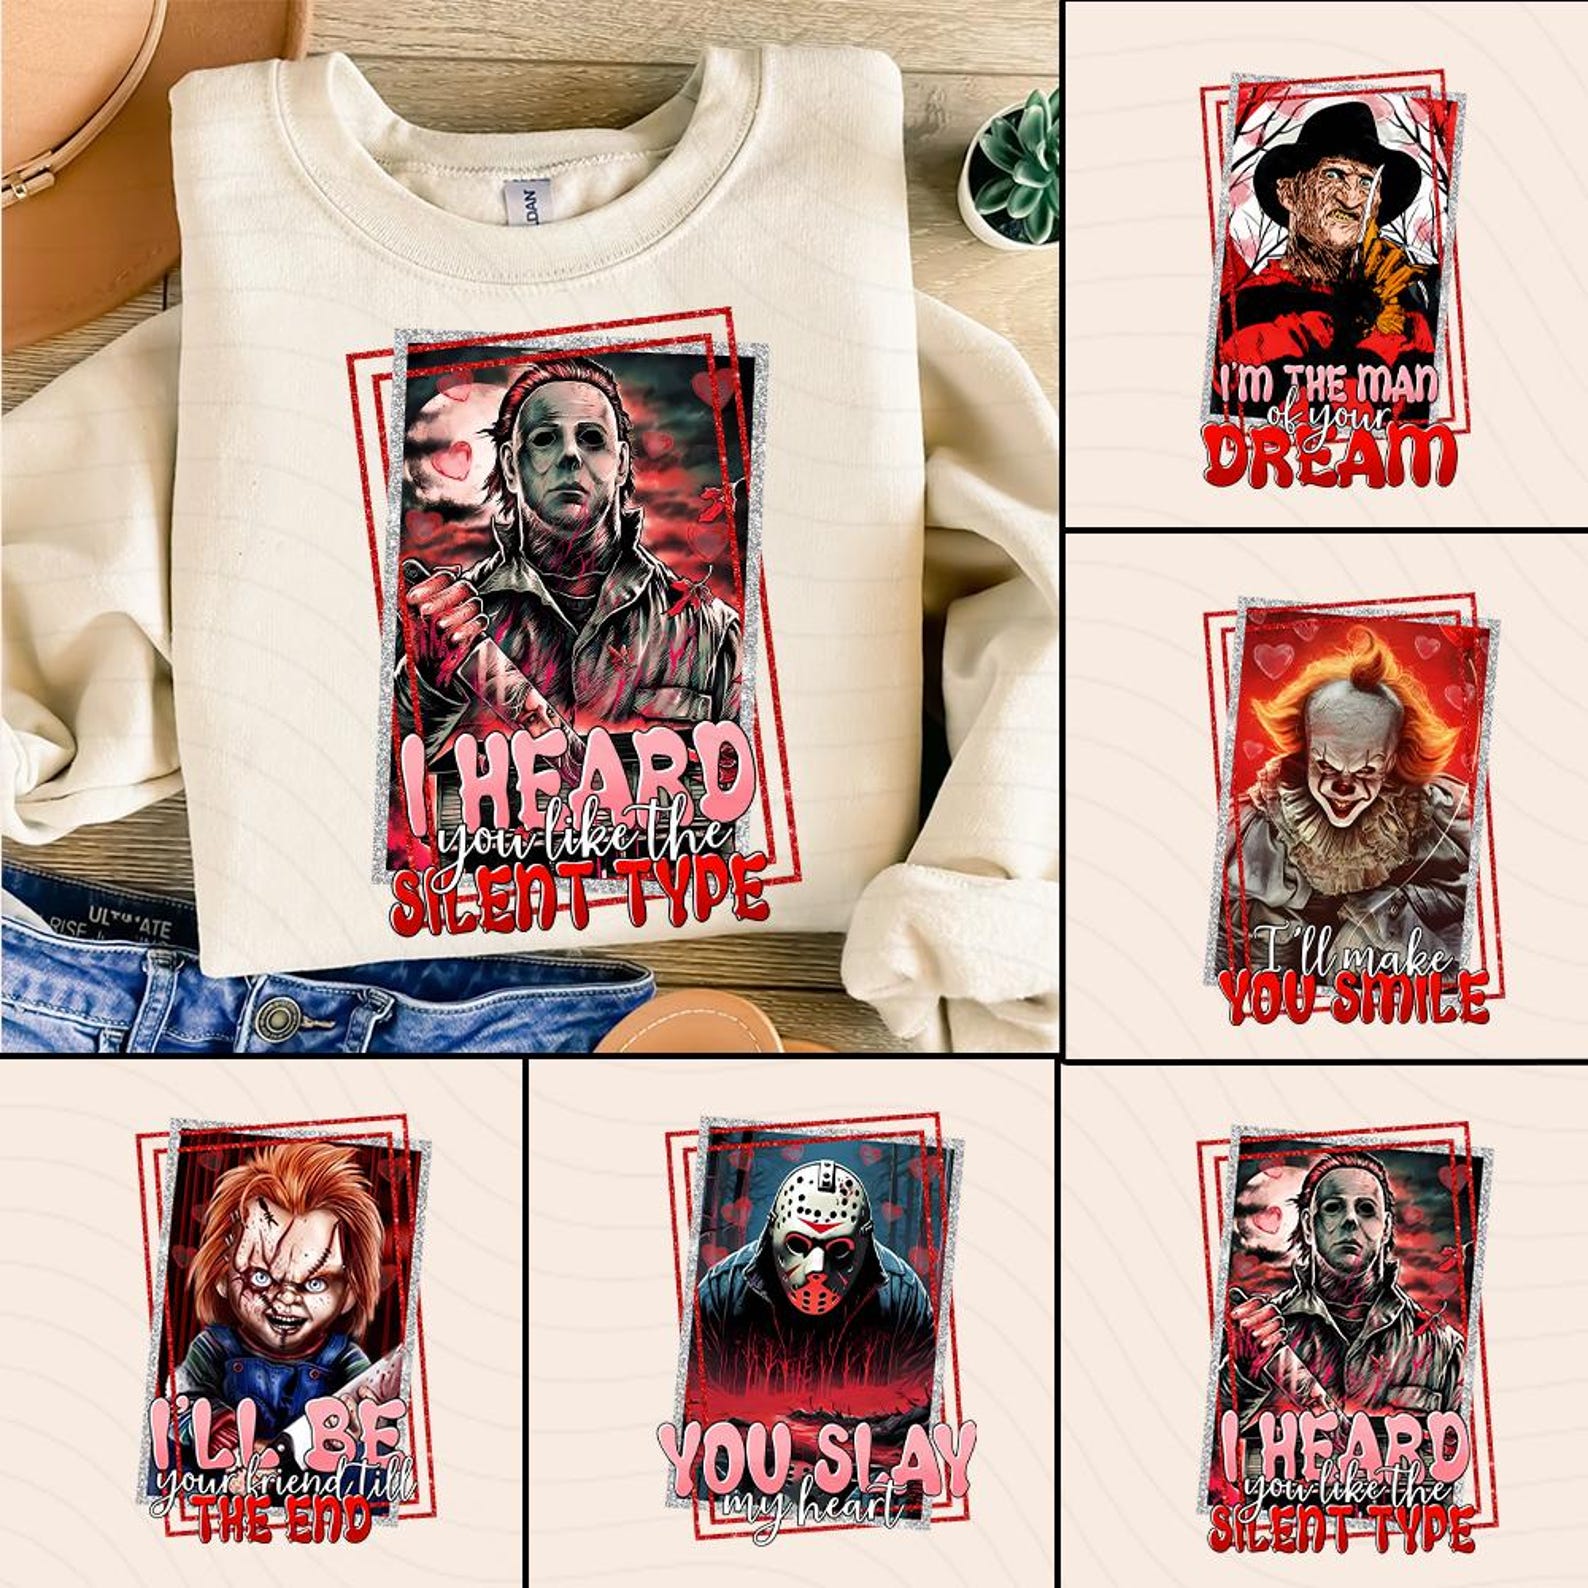 DAN
I HEARD
you like the
SILENT TYPE
ULTIMATE
RISE
I'M THE MAN
of your
DREAM
I'll make
YOU SMILE
I'LL BE
your friend till
THE END
YOU SLAY
my heart
I HEARD
you like the
SILENT TYPE